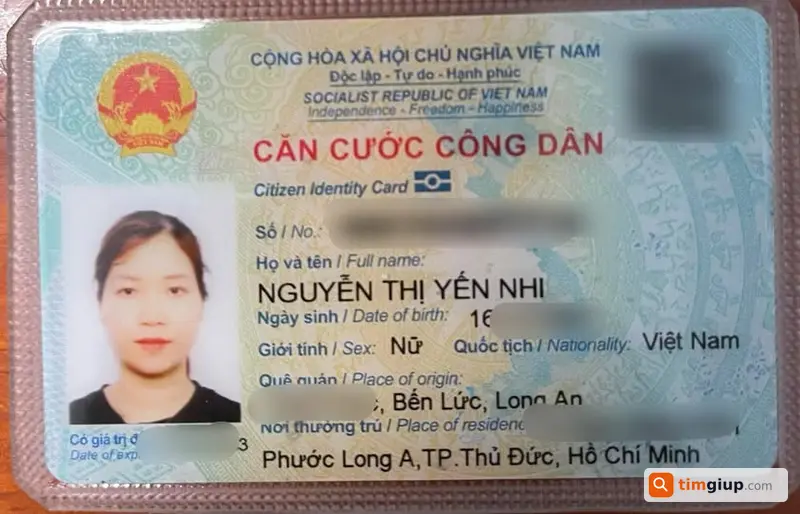 CỘNG HÒA XÃ HỘI CHỦ NGHĨA VIỆT NAM
Độc lập - Tự do - Hạnh phúc
SOCIALIST REPUBLIC OF VIET NAM
Independence - Freedom - Happiness
CĂN CƯỚC CÔNG DÂN
Citizen Identity Card
Số / No.:
Họ và tên / Full name:
NGUYỄN THỊ YẾN NHI
Ngày sinh / Date of birth: 16
Giới tính / Sex: Nữ Quốc tịch / Nationality: Việt Nam
Quê quán / Place of origin:
, Bến Lức, Long An
Nơi thường trú / Place of residenc
Có giá trị đ 3
Date of exp.
Phước Long A,TP.Thủ Đức, Hồ Chí Minh
timgiup.com